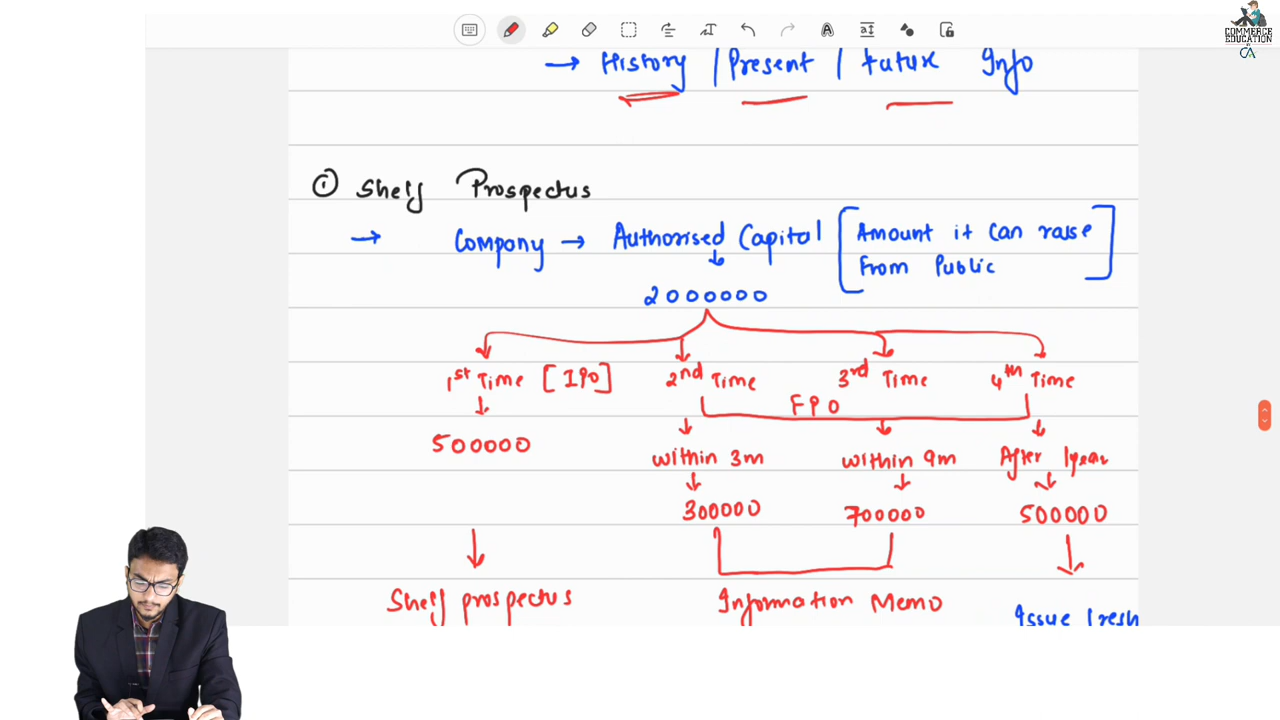 COMMERCE
EDUCATION
BY
CA
→ History | Present | future Info
① Shelf Prospectus
→ Company → Authorised Capital [Amount it can raise
From Public]
2000000
1st Time [IPO] 2nd Time 3rd Time 4th Time
FPO
500000
within 3m within 9m After 1year
300000 700000 500000
Shelf prospectus Information Memo
Issue fresh